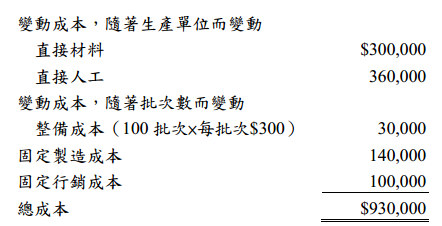 變動成本，隨著生產單位而變動
直接材料 $300,000
直接人工 360,000
變動成本，隨著批次數而變動
整備成本（100 批次×每批次$300） 30,000
固定製造成本 140,000
固定行銷成本 100,000
總成本 $930,000